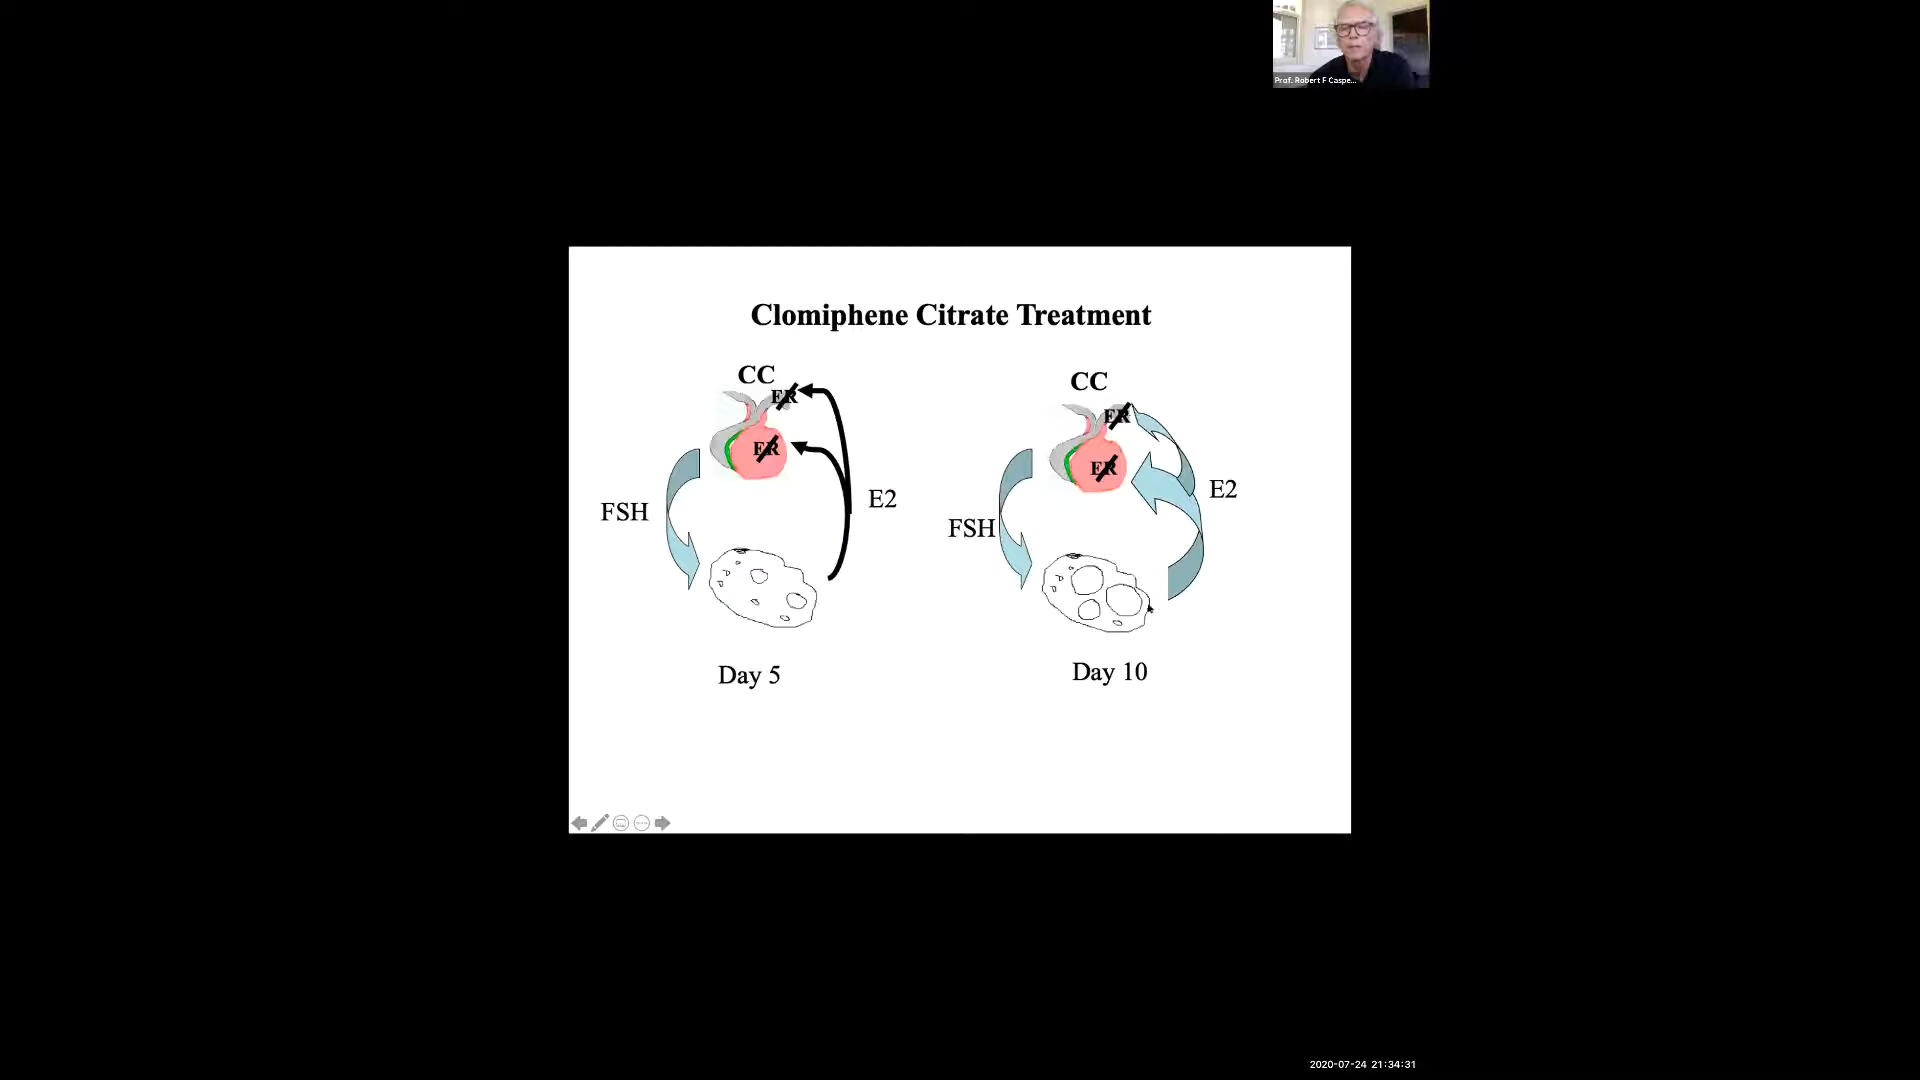 Prof. Robert F Caspe...
Clomiphene Citrate Treatment
CC
ER
ER
FSH
E2
Day 5
CC
ER
ER
FSH
E2
Day 10
2020-07-24 21:34:31